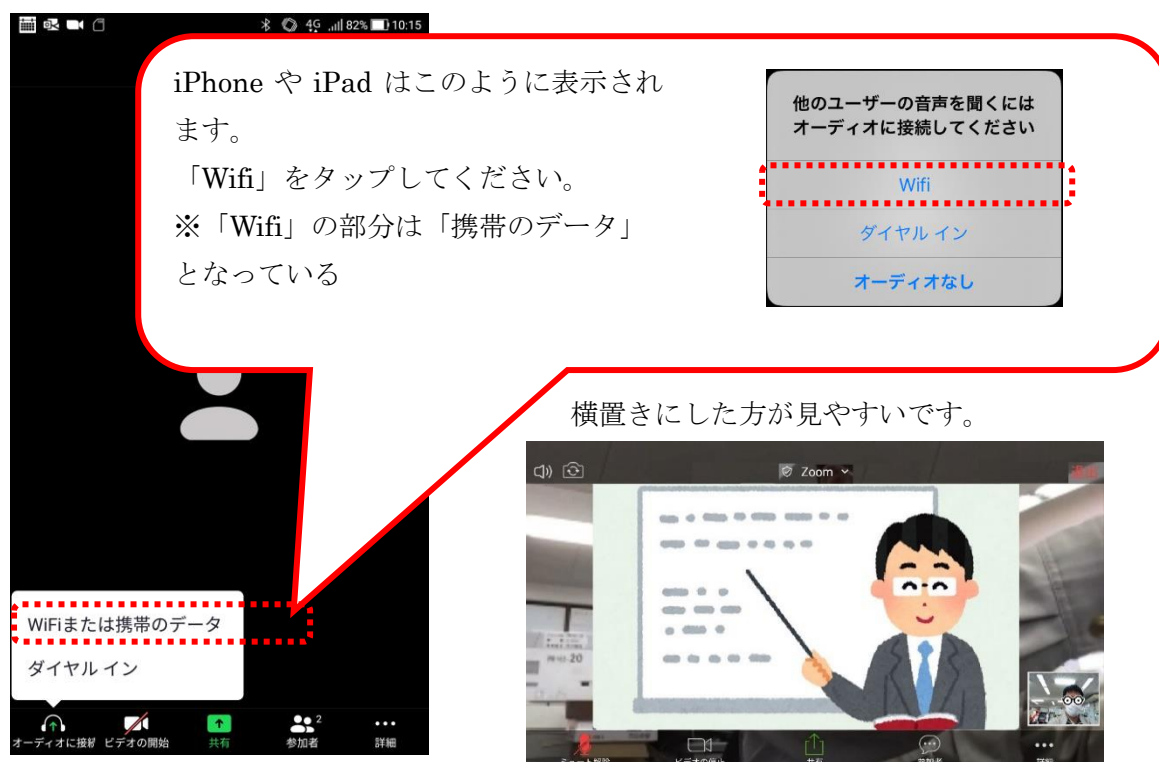 4G 82% 10:15
iPhone や iPad はこのように表示され
ます。
「Wifi」をタップしてください。
※「Wifi」の部分は「携帯のデータ」
となっている
他のユーザーの音声を聞くには
オーディオに接続してください
Wifi
ダイヤル イン
オーディオなし
横置きにした方が見やすいです。
Zoom
WiFiまたは携帯のデータ
ダイヤル イン
オーディオに接続
ビデオの開始
共有
参加者
2
詳細